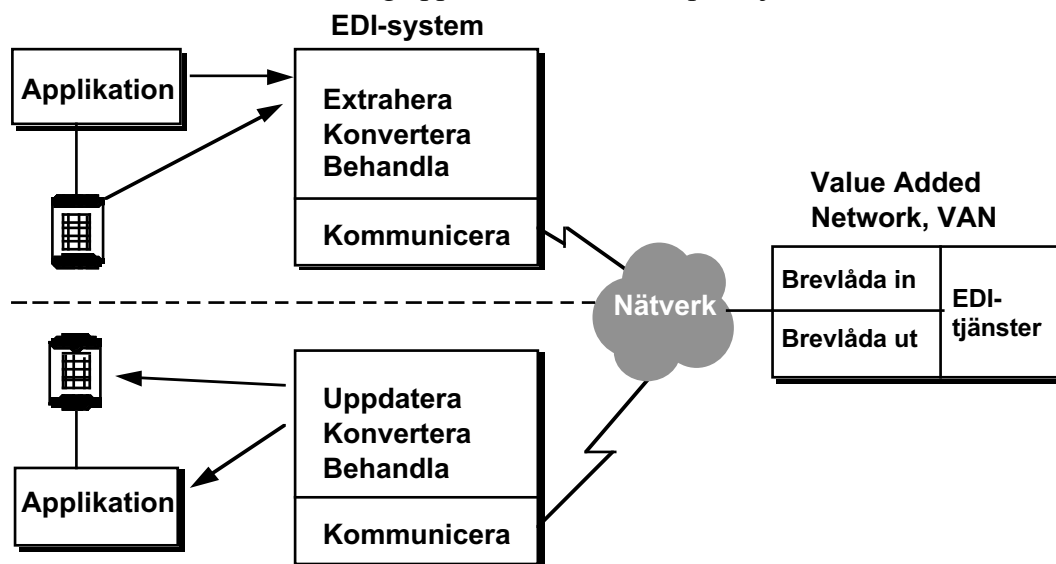 EDI-system
Applikation
Extrahera
Konvertera
Behandla
Kommunicera
Value Added
Network, VAN
Brevlåda in
Brevlåda ut
EDI-
tjänster
Nätverk
Uppdatera
Konvertera
Behandla
Kommunicera
Applikation